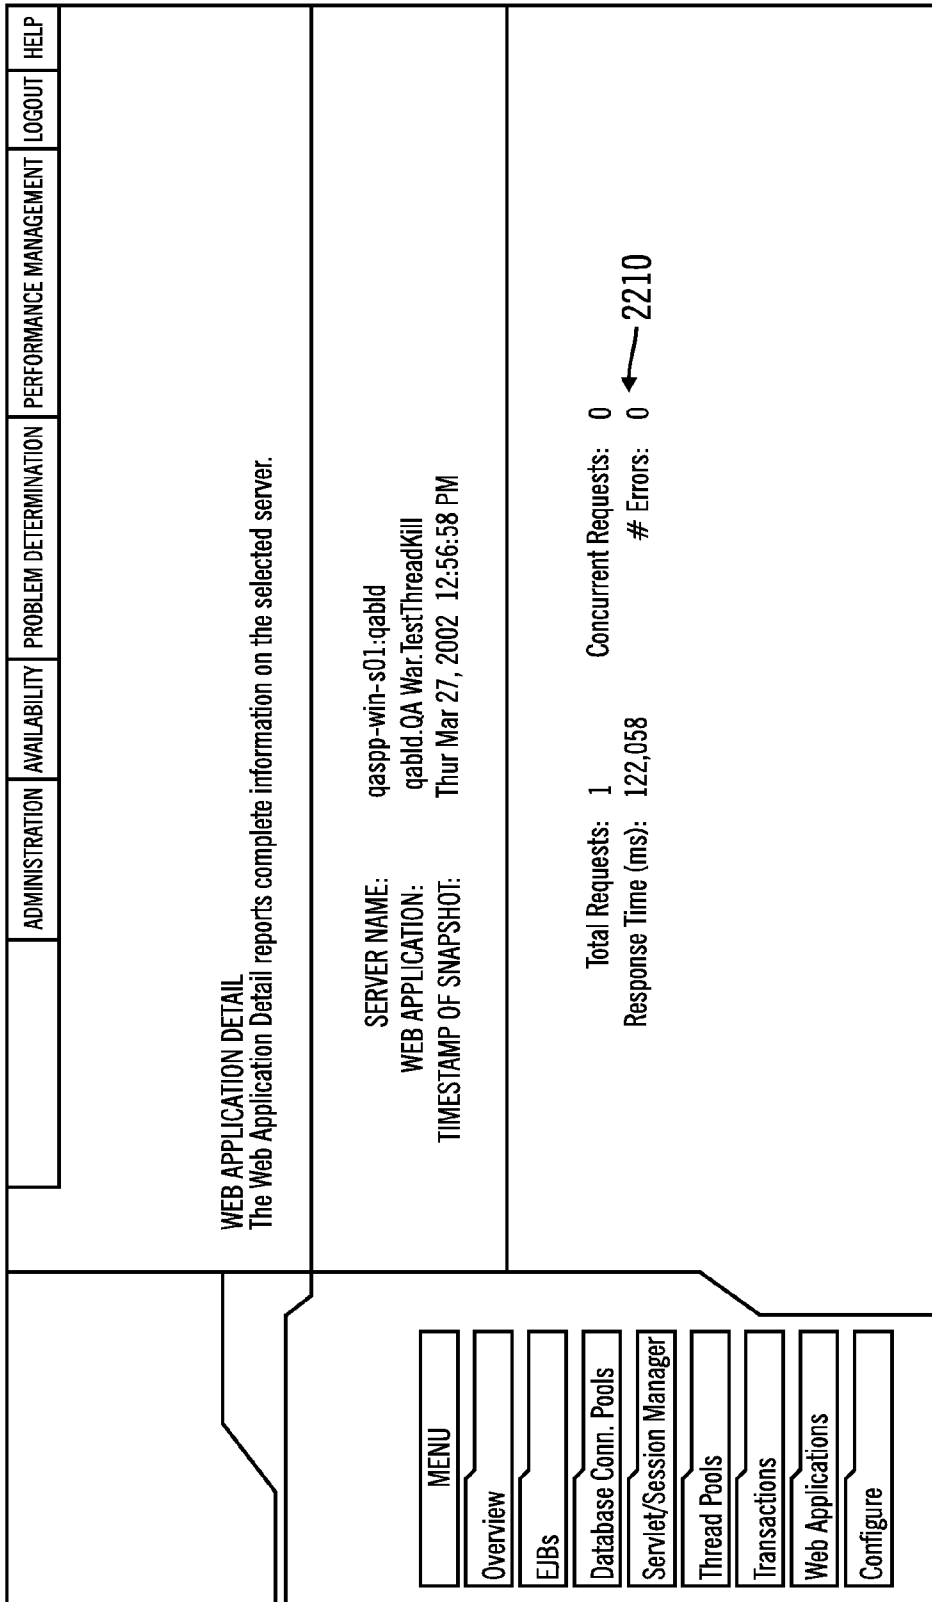 ADMINISTRATION AVAILABILITY PROBLEM DETERMINATION PERFORMANCE MANAGEMENT LOGOUT HELP
WEB APPLICATION DETAIL
The Web Application Detail reports complete information on the selected server.
SERVER NAME: qaspp-win-s01:qabld
WEB APPLICATION: qabld.QA War.TestThreadKill
TIMESTAMP OF SNAPSHOT: Thur Mar 27, 2002 12:56:58 PM
Total Requests: 1 Concurrent Requests: 0
Response Time (ms): 122,058 # Errors: 0
2210
MENU
Overview
EJBs
Database Conn. Pools
Servlet/Session Manager
Thread Pools
Transactions
Web Applications
Configure